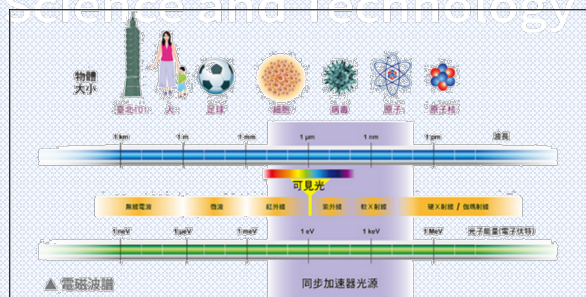 Science and Technology
物體
大小
臺北101 人 足球 細胞 病毒 原子 原子核
1 km 1 m 1 mm 1 μm 1 nm 1 pm 波長
可見光
無線電波 微波 紅外線 紫外線 軟X射線 硬X射線 / 伽瑪射線
1 neV 1 μeV 1 meV 1 eV 1 keV 1 MeV 光子能量(電子伏特)
▲ 電磁波譜 同步加速器光源